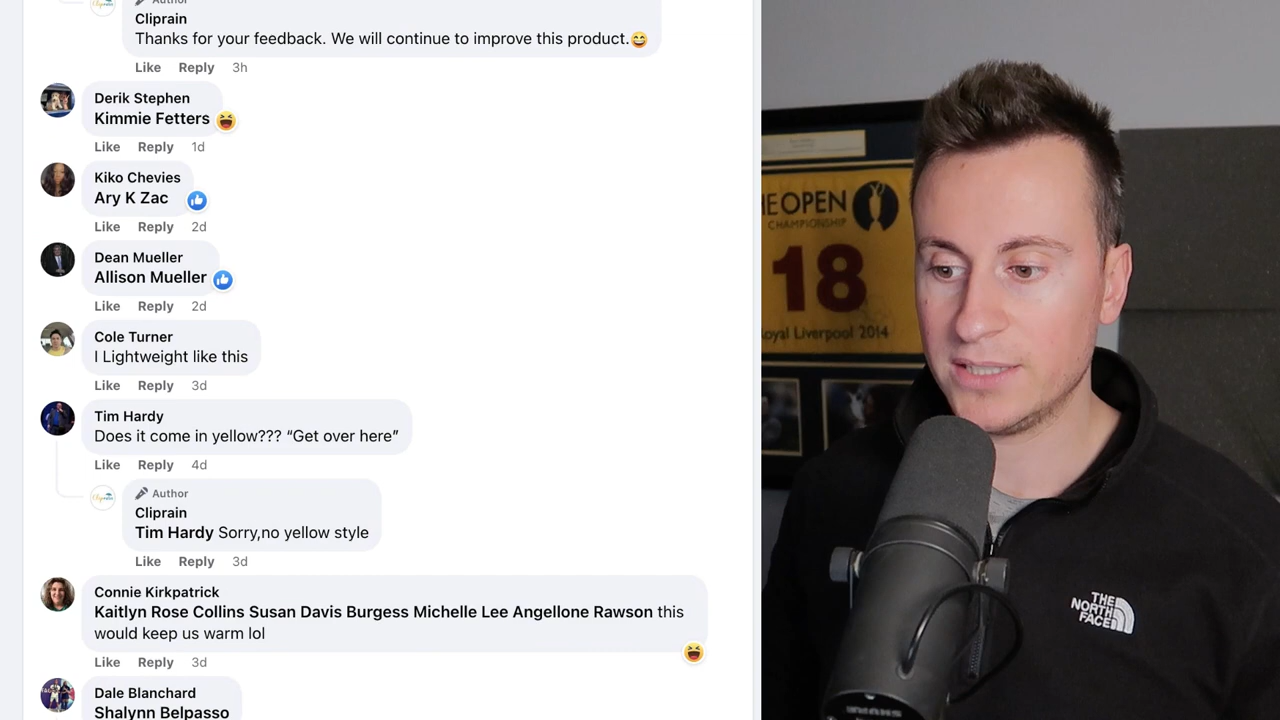 Author
Cliprain
Thanks for your feedback. We will continue to improve this product.😄
Like Reply 3h
Derik Stephen
Kimmie Fetters
Like Reply 1d
Kiko Chevies
Ary K Zac
Like Reply 2d
Dean Mueller
Allison Mueller
Like Reply 2d
Cole Turner
I Lightweight like this
Like Reply 3d
Tim Hardy
Does it come in yellow??? “Get over here”
Like Reply 4d
Cliprain
Author
Cliprain
Tim Hardy Sorry,no yellow style
Like Reply 3d
Connie Kirkpatrick
Kaitlyn Rose Collins Susan Davis Burgess Michelle Lee Angellone Rawson this
would keep us warm lol
Like Reply 3d
Dale Blanchard
Shalynn Belpasso
HE OPEN
CHAMPIONSHIP
18
oyal Liverpool 2014
THE
NORTH
FACE